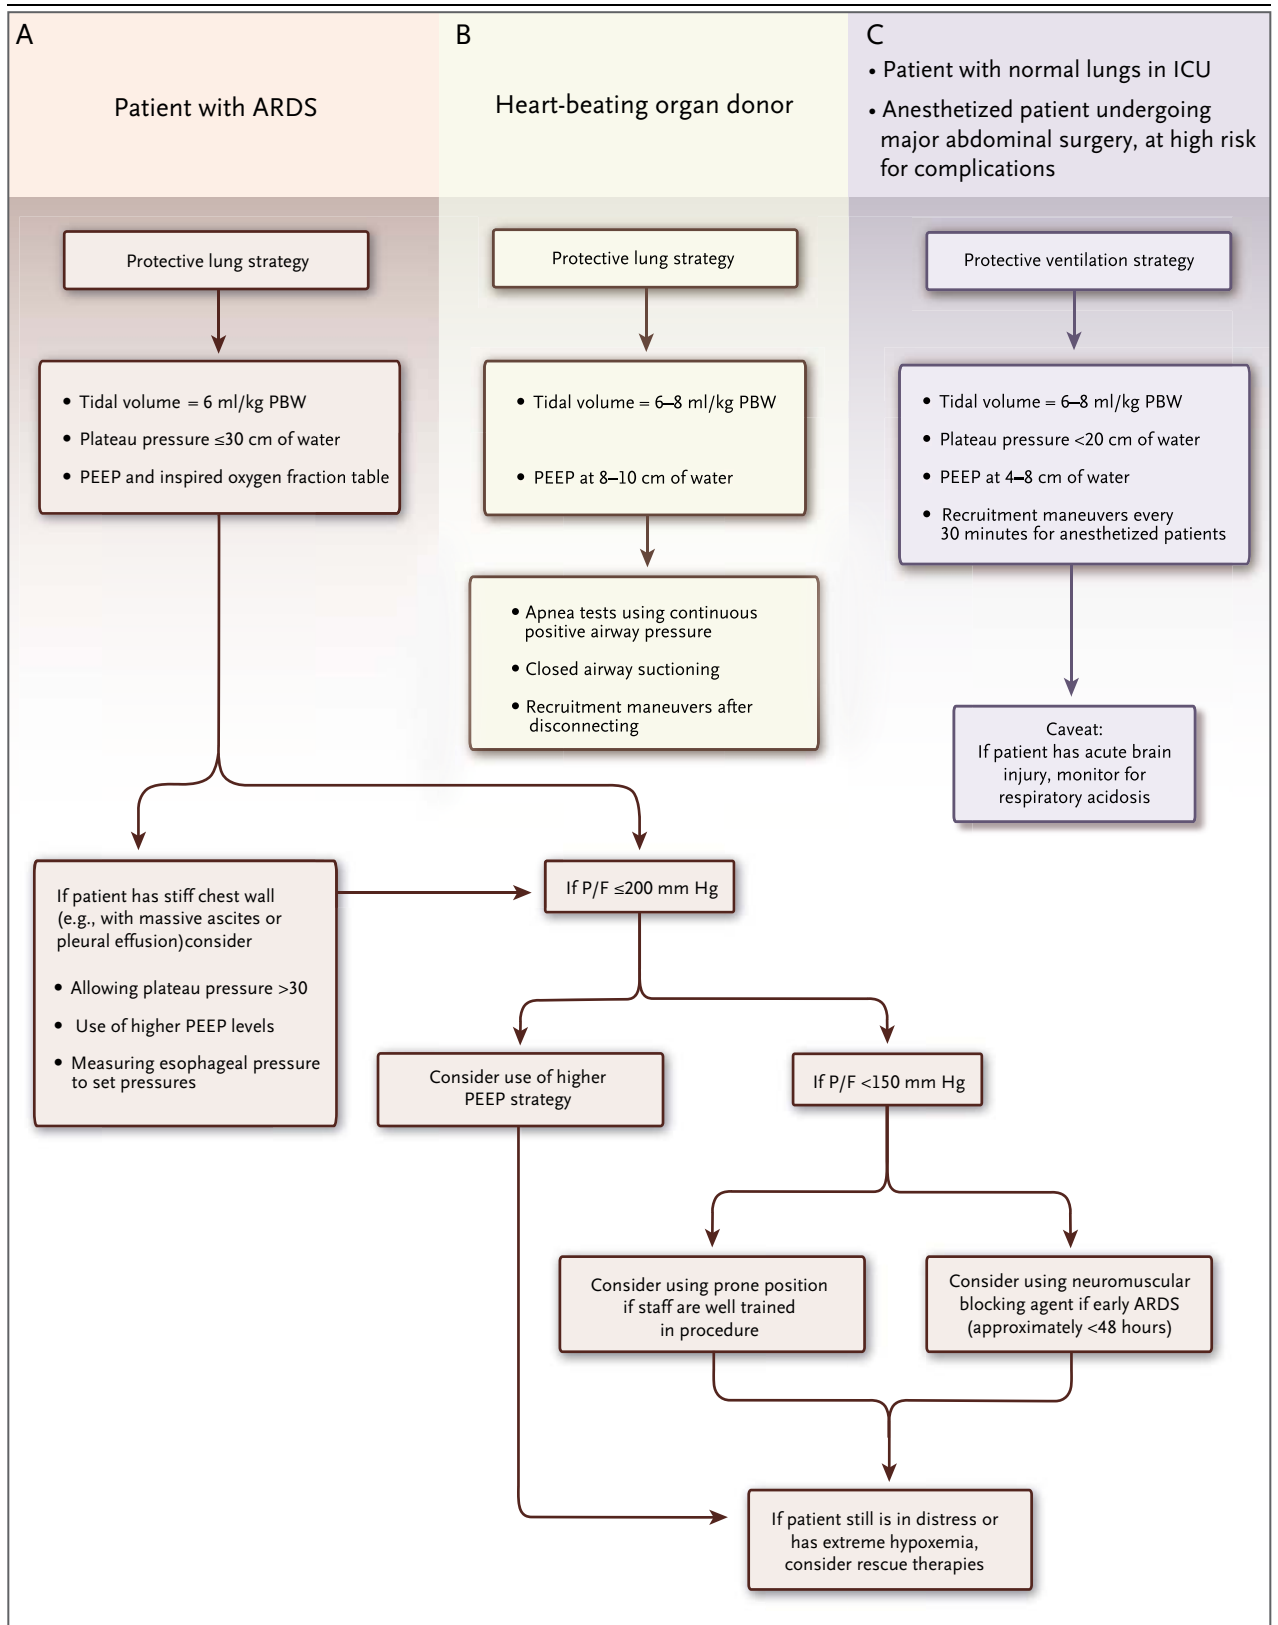 A
Patient with ARDS
B
Heart-beating organ donor
C
• Patient with normal lungs in ICU
• Anesthetized patient undergoing
major abdominal surgery, at high risk
for complications
Protective lung strategy
• Tidal volume = 6 ml/kg PBW
• Plateau pressure ≤30 cm of water
• PEEP and inspired oxygen fraction table
Protective lung strategy
• Tidal volume = 6–8 ml/kg PBW
• PEEP at 8–10 cm of water
• Apnea tests using continuous
positive airway pressure
• Closed airway suctioning
• Recruitment maneuvers after
disconnecting
Protective ventilation strategy
• Tidal volume = 6–8 ml/kg PBW
• Plateau pressure <20 cm of water
• PEEP at 4–8 cm of water
• Recruitment maneuvers every
30 minutes for anesthetized patients
Caveat:
If patient has acute brain
injury, monitor for
respiratory acidosis
If patient has stiff chest wall
(e.g., with massive ascites or
pleural effusion)consider
• Allowing plateau pressure >30
• Use of higher PEEP levels
• Measuring esophageal pressure
to set pressures
If P/F ≤200 mm Hg
Consider use of higher
PEEP strategy
If P/F <150 mm Hg
Consider using prone position
if staff are well trained
in procedure
Consider using neuromuscular
blocking agent if early ARDS
(approximately <48 hours)
If patient still is in distress or
has extreme hypoxemia,
consider rescue therapies